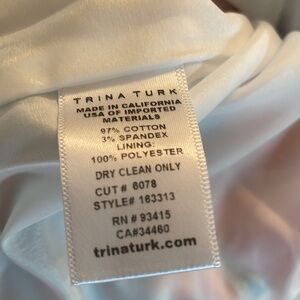 TRINA TURK
MADE IN CALIFORNIA
USA OF IMPORTED
MATERIALS
97% COTTON
3% SPANDEX
LINING:
100% POLYESTER
DRY CLEAN ONLY
CUT # 6078
STYLE# 163313
RN # 93415
CA#34460
trinaturk.com